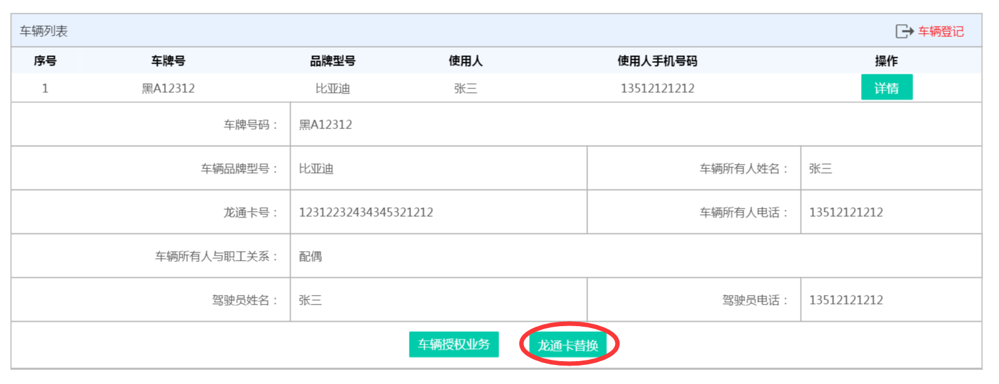 车辆列表 车辆登记
序号 车牌号 品牌型号 使用人 使用人手机号码 操作
1 黑A12312 比亚迪 张三 13512121212 详情
车牌号码： 黑A12312
车辆品牌型号： 比亚迪 车辆所有人姓名： 张三
龙通卡号： 12312232434345321212 车辆所有人电话： 13512121212
车辆所有人与职工关系： 配偶
驾驶员姓名： 张三 驾驶员电话： 13512121212
车辆授权业务 龙通卡替换